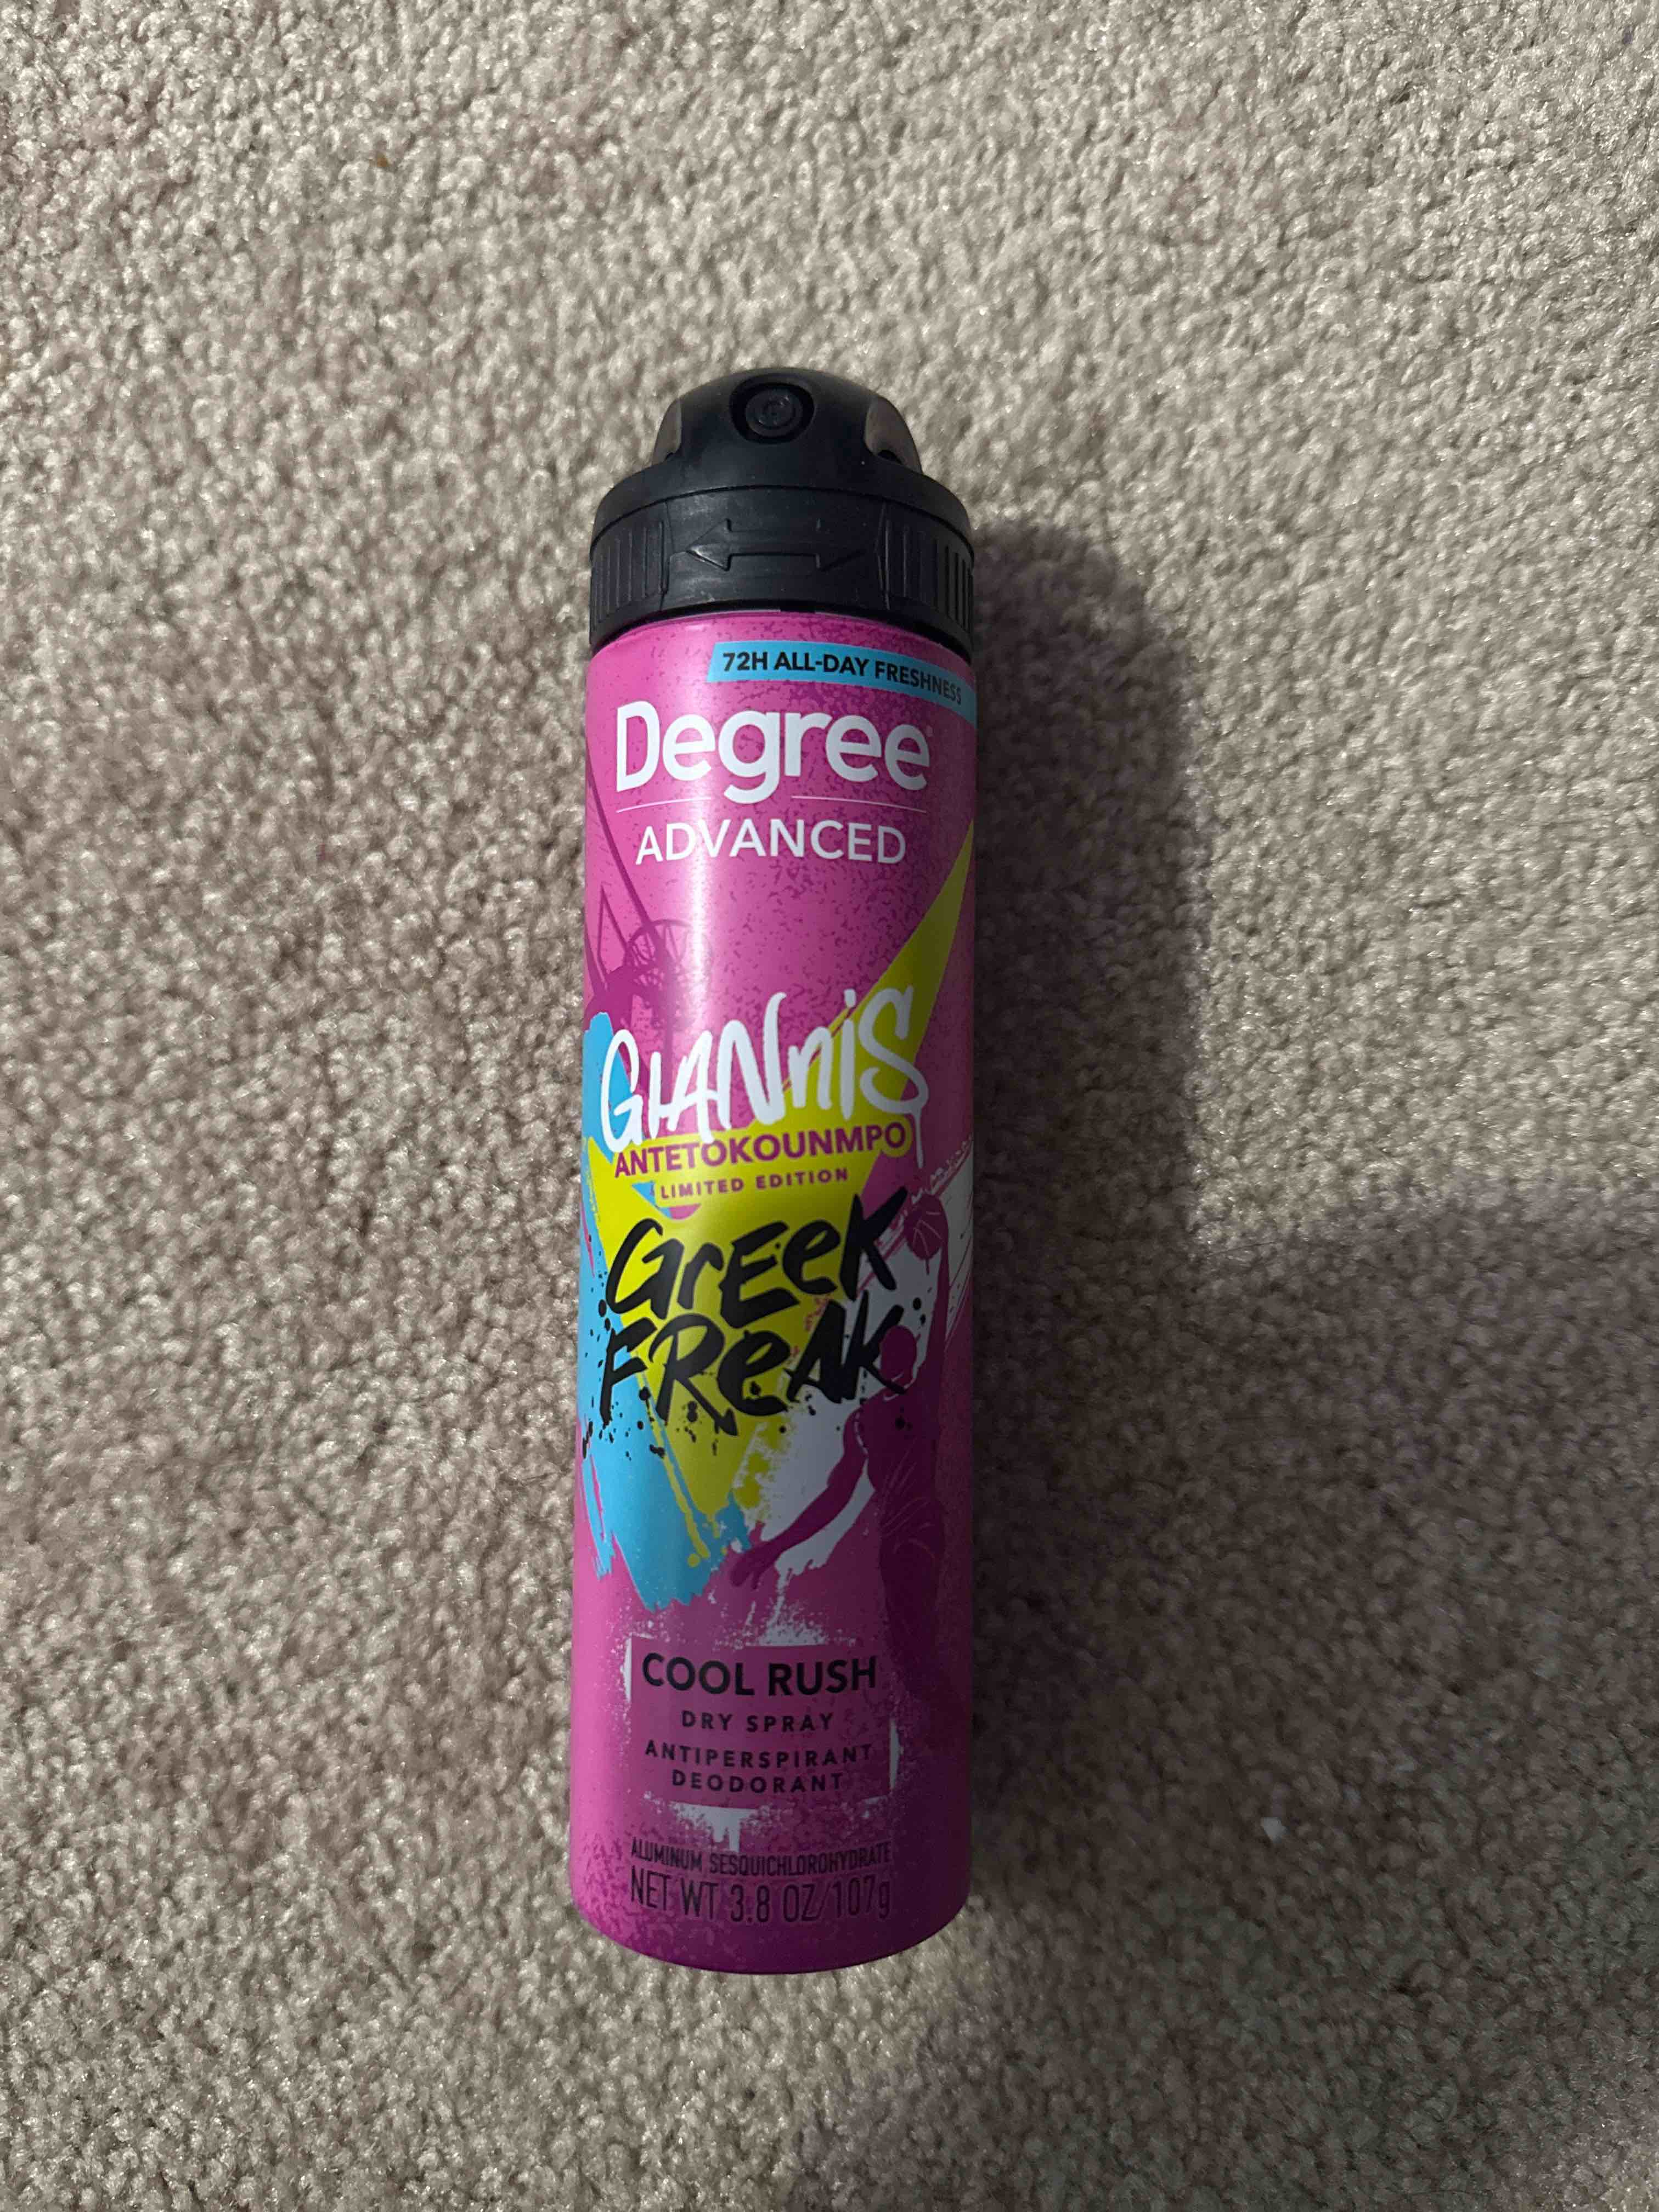 72H ALL-DAY FRESHNESS
Degree
ADVANCED
GIANNIS
ANTETOKOUNMPO
LIMITED EDITION
GrEEK
FReAK
COOL RUSH
DRY SPRAY
ANTIPERSPIRANT
DEODORANT
ALUMINUM SESQUICHLOROHYDRATE
NET WT 3.8 OZ/107g